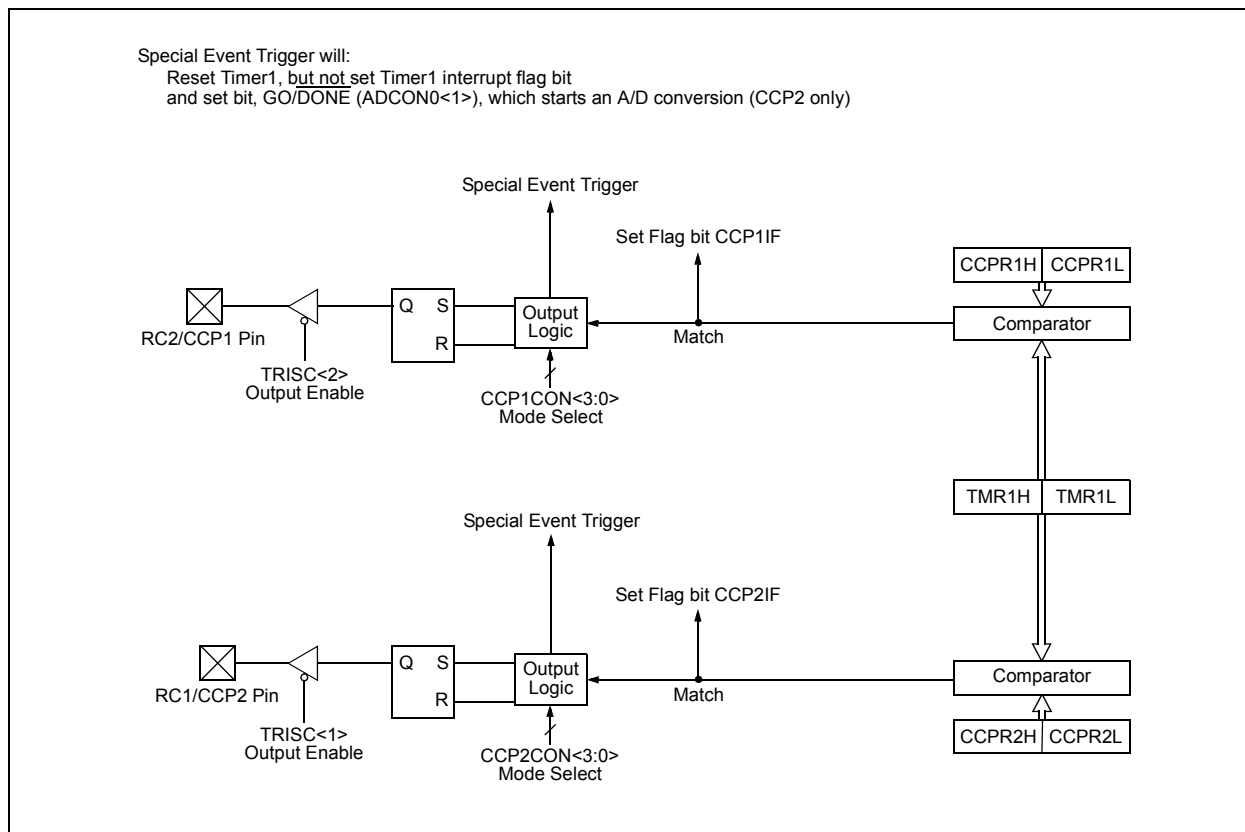 Special Event Trigger will:
Reset Timer1, but not set Timer1 interrupt flag bit
and set bit, GO/DONE (ADCON0<1>), which starts an A/D conversion (CCP2 only)
Special Event Trigger
Set Flag bit CCP1IF
CCPR1H CCPR1L
Q S
R
Output
Logic
Comparator
RC2/CCP1 Pin
Match
TRISC<2>
Output Enable
CCP1CON<3:0>
Mode Select
TMR1H TMR1L
Special Event Trigger
Set Flag bit CCP2IF
Q S
R
Output
Logic
Comparator
RC1/CCP2 Pin
Match
TRISC<1>
Output Enable
CCPR2H CCPR2L
CCP2CON<3:0>
Mode Select